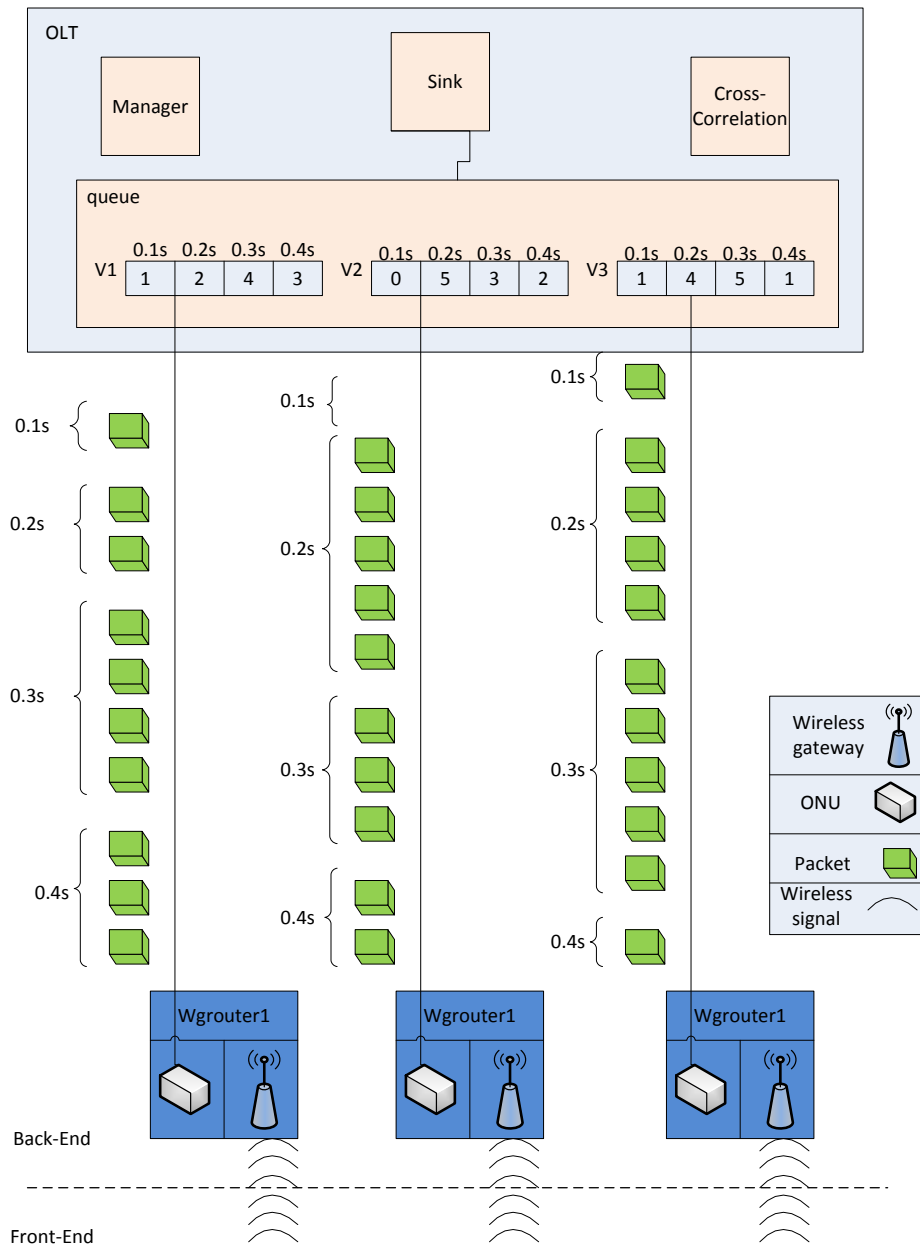 OLT
Manager
Sink
Cross-
Correlation
queue
0.1s 0.2s 0.3s 0.4s
V1 1 2 4 3
0.1s 0.2s 0.3s 0.4s
V2 0 5 3 2
0.1s 0.2s 0.3s 0.4s
V3 1 4 5 1
0.1s
0.2s
0.3s
0.4s
0.1s
0.2s
0.3s
0.4s
0.1s
0.2s
0.3s
0.4s
Wireless
gateway
ONU
Packet
Wireless
signal
Wgrouter1
Wgrouter1
Wgrouter1
Back-End
Front-End